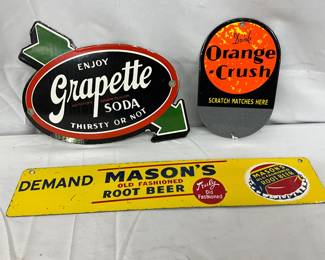 ENJOY
Grapette
SODA
THIRSTY OR NOT
Drink
Orange
Crush
SCRATCH MATCHES HERE
DEMAND MASON'S
OLD FASHIONED
ROOT BEER
Truly
Old
Fashioned
MASON'S
ROOT BEER